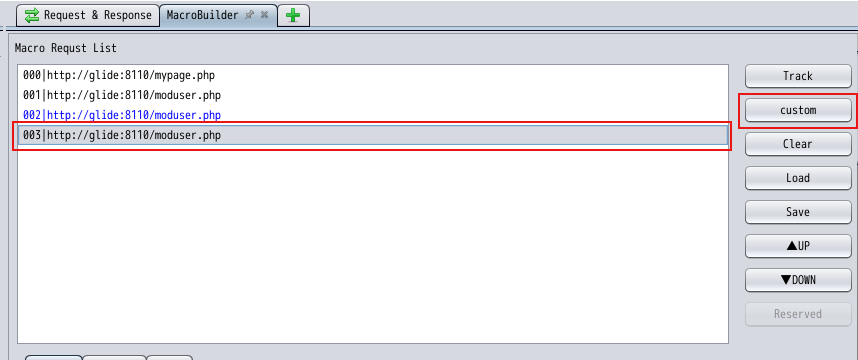 Request & Response
MacroBuilder
Macro Requst List
000|http://glide:8110/mypage.php
001|http://glide:8110/moduser.php
002|http://glide:8110/moduser.php
003|http://glide:8110/moduser.php
Track
custom
Clear
Load
Save
▲UP
▼DOWN
Reserved